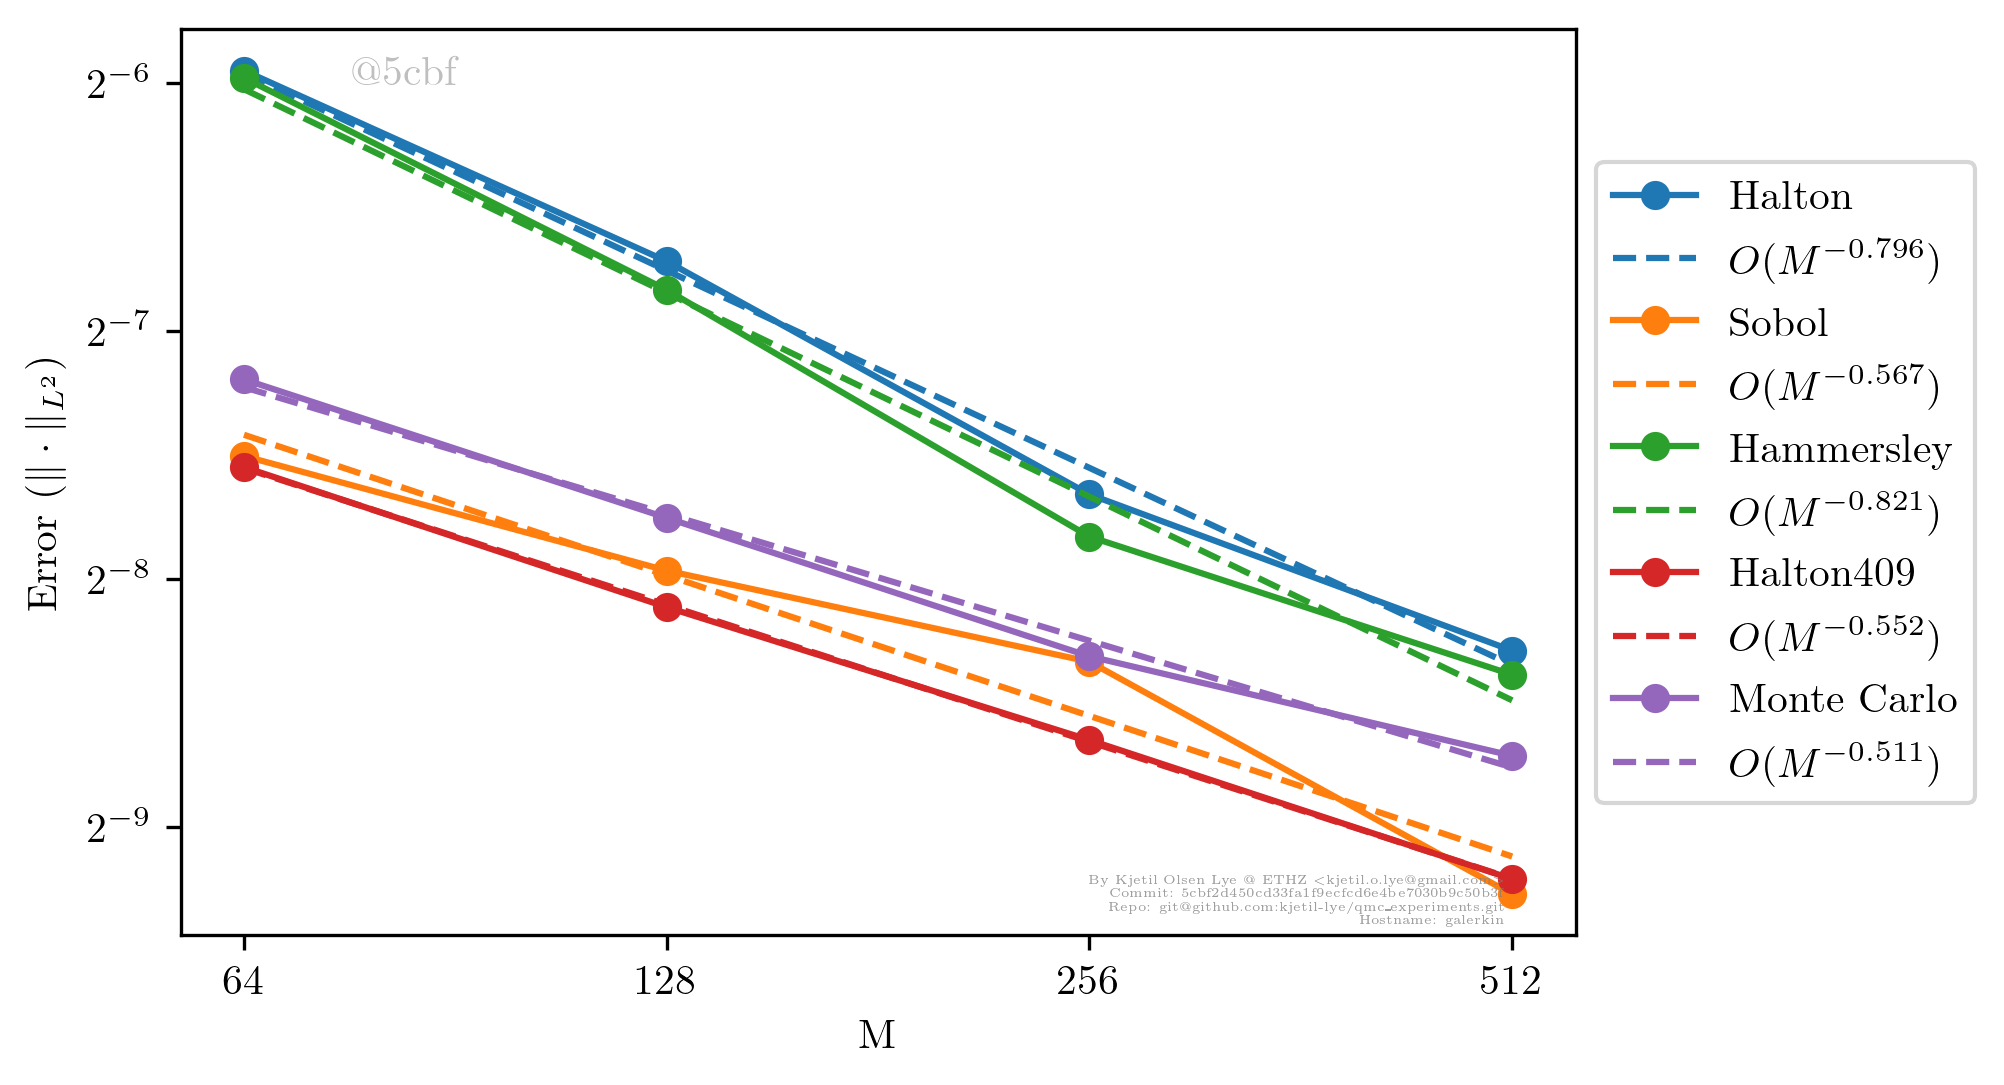 @5cbf
2^{-6}
2^{-7}
2^{-8}
2^{-9}
Error (||·||_{L^2})
64 128 256 512
M
Halton
O(M^{-0.796})
Sobol
O(M^{-0.567})
Hammersley
O(M^{-0.821})
Halton409
O(M^{-0.552})
Monte Carlo
O(M^{-0.511})
By Kjetil Olsen Lye @ ETHZ <kjetil.o.lye@gmail.com
Commit: 5cbf2d450cd33fa1f9ecfcd6e4be7030b9c50b3
Repo: git@github.com:kjetil-lye/qmc_experiments.git
Hostname: galerkin